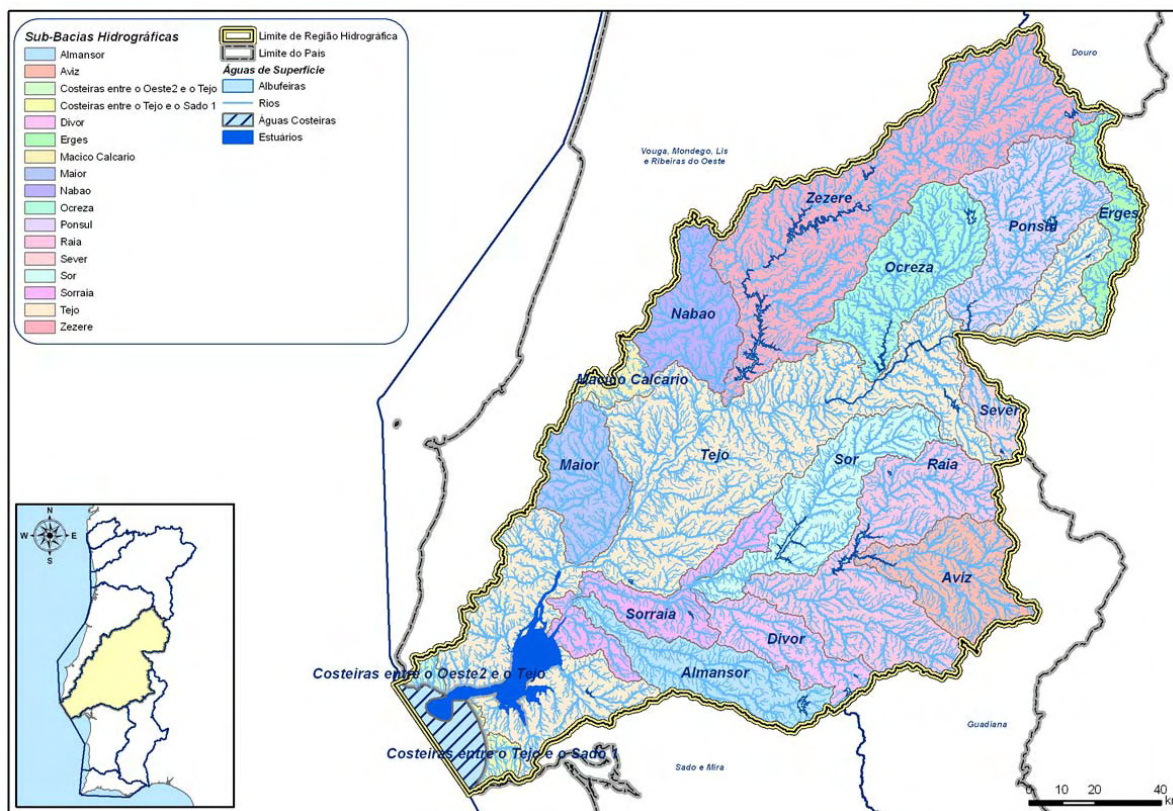 Sub-Bacias Hidrográficas
Almansor
Aviz
Costeiras entre o Oeste2 e o Tejo
Costeiras entre o Tejo e o Sado 1
Divor
Erges
Macico Calcario
Maior
Nabao
Ocreza
Ponsul
Raia
Sever
Sor
Sorraia
Tejo
Zezere
Limite de Região Hidrográfica
Limite do País
Águas de Superfície
Albufeiras
Rios
Águas Costeiras
Estuários
Douro
Vouga, Mondego, Lis
e Ribeiras do Oeste
Zezere
Ponsul
Erges
Ocreza
Nabao
Macico Calcario
Sever
Maior
Tejo
Sor
Raia
Aviz
Sorraia
Divor
Almansor
Costeiras entre o Oeste2 e o Tejo
Costeiras entre o Tejo e o Sado 1
Guadiana
Sado e Mira
N
W
E
S
0 10 20 40
km